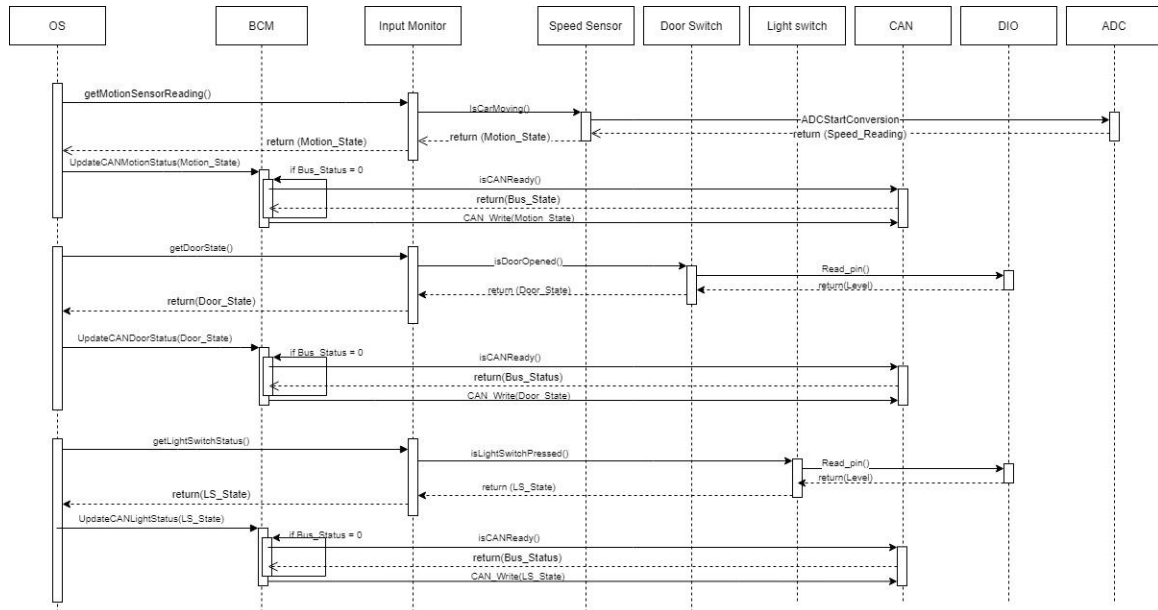 OS
BCM
Input Monitor
Speed Sensor
Door Switch
Light switch
CAN
DIO
ADC
getMotionSensorReading()
IsCarMoving()
ADCStartConversion
return (Speed_Reading)
return (Motion_State)
return (Motion_State)
UpdateCANMotionStatus(Motion_State)
if Bus_Status = 0
isCANReady()
return(Bus_State)
CAN_Write(Motion_State)
getDoorState()
isDoorOpened()
Read_pin()
return(Level)
return (Door_State)
return(Door_State)
UpdateCANDoorStatus(Door_State)
if Bus_Status = 0
isCANReady()
return(Bus_Status)
CAN_Write(Door_State)
getLightSwitchStatus()
isLightSwitchPressed()
Read_pin()
return(Level)
return (LS_State)
return(LS_State)
UpdateCANLightStatus(LS_State)
if Bus_Status = 0
isCANReady()
return(Bus_Status)
CAN_Write(LS_State)